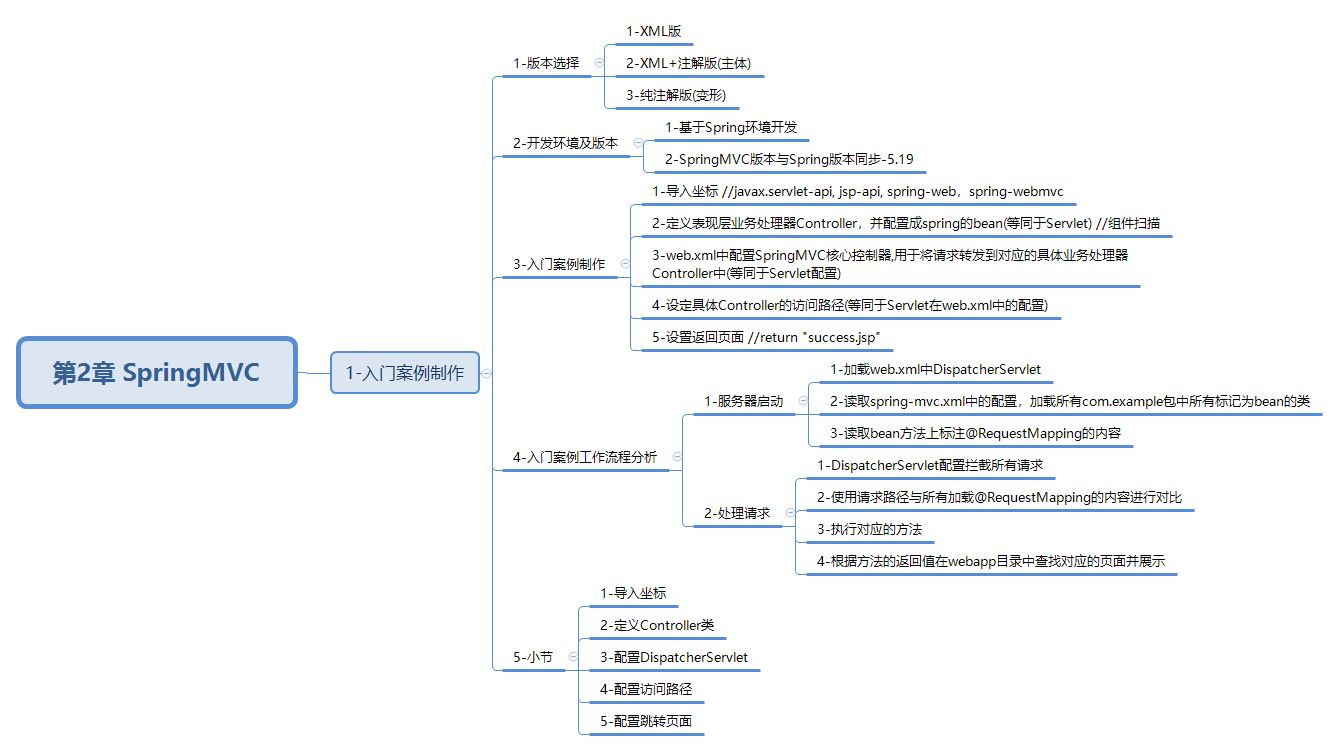 第2章 SpringMVC
1-入门案例制作
1-版本选择
1-XML版
2-XML+注解版(主体)
3-纯注解版(变形)
2-开发环境及版本
1-基于Spring环境开发
2-SpringMVC版本与Spring版本同步-5.19
3-入门案例制作
1-导入坐标 //javax.servlet-api, jsp-api, spring-web，spring-webmvc
2-定义表现层业务处理器Controller，并配置成spring的bean(等同于Servlet) //组件扫描
3-web.xml中配置SpringMVC核心控制器,用于将请求转发到对应的具体业务处理器
Controller中(等同于Servlet配置)
4-设定具体Controller的访问路径(等同于Servlet在web.xml中的配置)
5-设置返回页面 //return "success.jsp"
4-入门案例工作流程分析
1-服务器启动
1-加载web.xml中DispatcherServlet
2-读取spring-mvc.xml中的配置，加载所有com.example包中所有标记为bean的类
3-读取bean方法上标注@RequestMapping的内容
2-处理请求
1-DispatcherServlet配置拦截所有请求
2-使用请求路径与所有加载@RequestMapping的内容进行对比
3-执行对应的方法
4-根据方法的返回值在webapp目录中查找对应的页面并展示
5-小节
1-导入坐标
2-定义Controller类
3-配置DispatcherServlet
4-配置访问路径
5-配置跳转页面